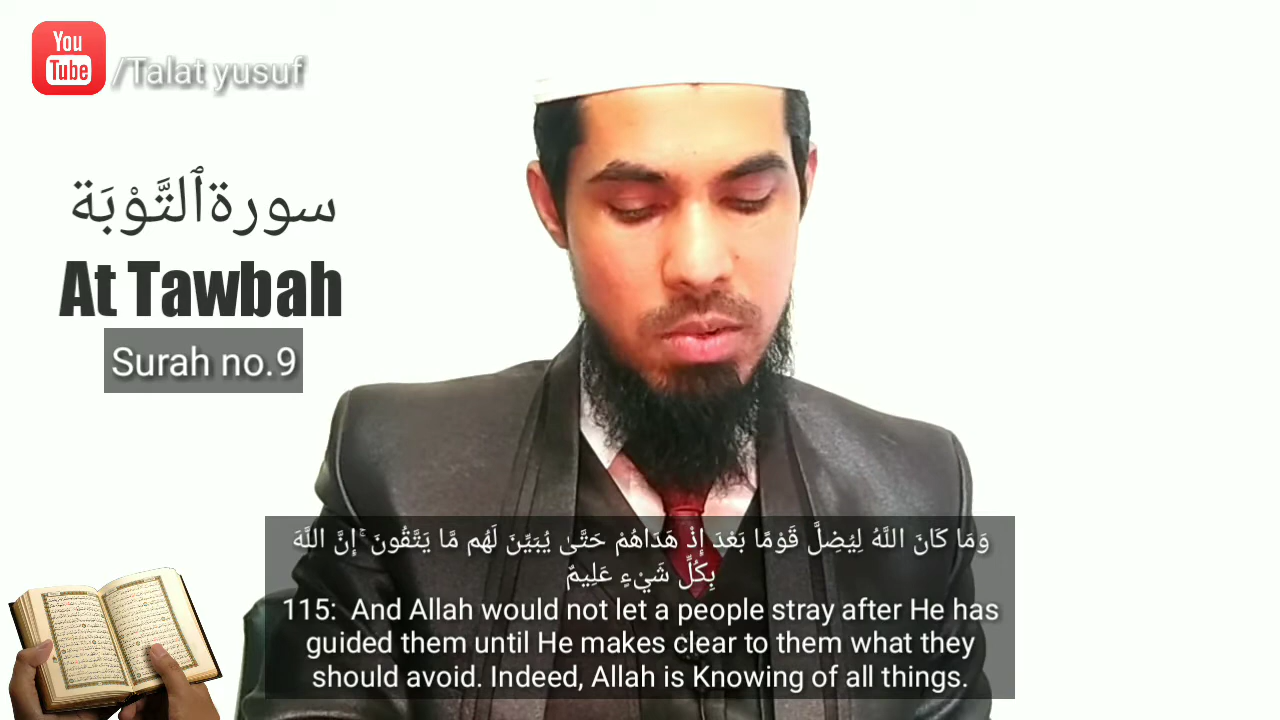 You
Tube
/Talat yusuf
سورة ٱلتَّوْبَة
At Tawbah
Surah no.9
وَمَا كَانَ اللَّهُ لِيُضِلَّ قَوْمًا بَعْدَ إِذْ هَدَاهُمْ حَتَّىٰ يُبَيِّنَ لَهُم مَّا يَتَّقُونَ ۚ إِنَّ اللَّهَ
بِكُلِّ شَيْءٍ عَلِيمٌ
115: And Allah would not let a people stray after He has
guided them until He makes clear to them what they
should avoid. Indeed, Allah is Knowing of all things.